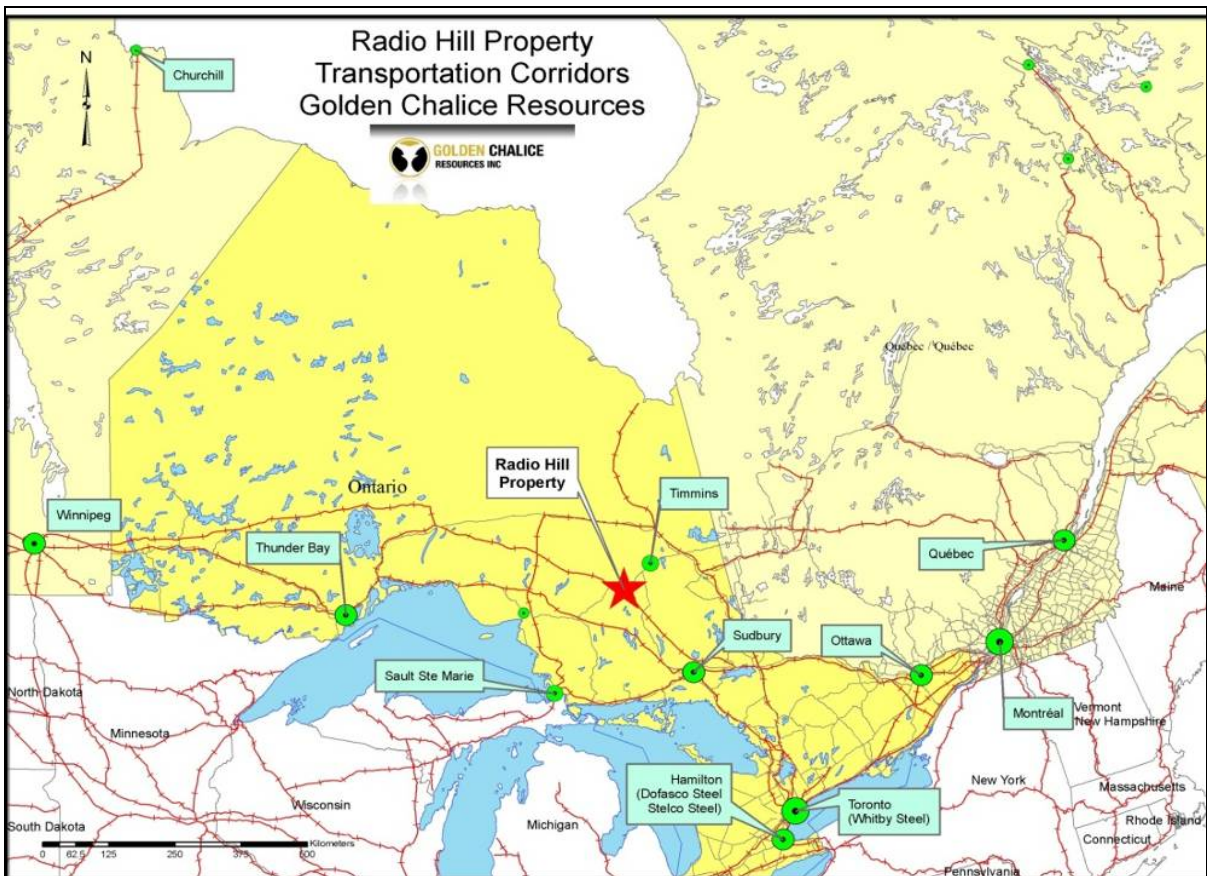 Radio Hill Property
Transportation Corridors
Golden Chalice Resources
GOLDEN CHALICE
RESOURCES INC
N
Churchill
Québec / Québec
Radio Hill
Property
Ontario
Timmins
Winnipeg
Thunder Bay
Québec
Maine
Sudbury
Ottawa
Sault Ste Marie
North Dakota
Minnesota
Montréal
Vermont
New Hampshire
Hamilton
(Dofasco Steel
Stelco Steel)
Toronto
(Whitby Steel)
New York
Massachusetts
Wisconsin
Michigan
Rhode Island
Connecticut
South Dakota
Pennsylvania
Kilometers
0 62.5 125 250 375 500